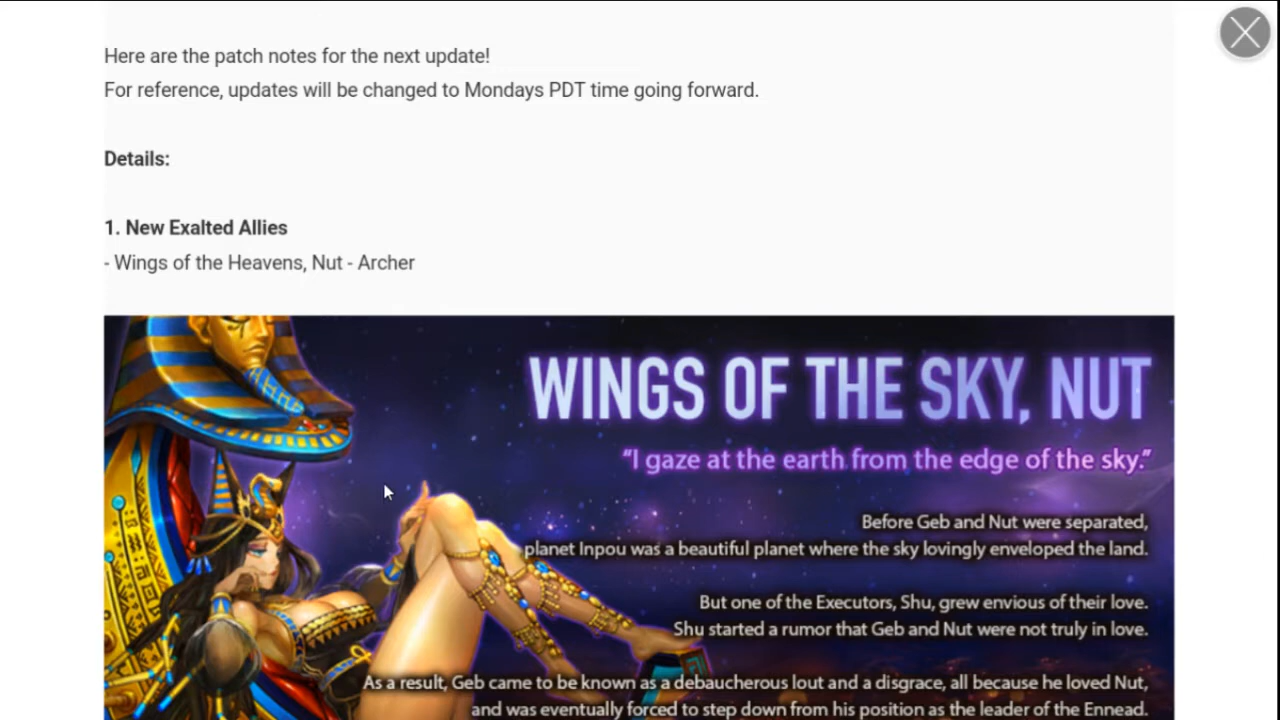 Here are the patch notes for the next update!
For reference, updates will be changed to Mondays PDT time going forward.
Details:
1. New Exalted Allies
- Wings of the Heavens, Nut - Archer
WINGS OF THE SKY, NUT
“I gaze at the earth from the edge of the sky.”
Before Geb and Nut were separated,
planet Inpou was a beautiful planet where the sky lovingly enveloped the land.
But one of the Executors, Shu, grew envious of their love.
Shu started a rumor that Geb and Nut were not truly in love.
As a result, Geb came to be known as a debaucherous lout and a disgrace, all because he loved Nut,
and was eventually forced to step down from his position as the leader of the Ennead.